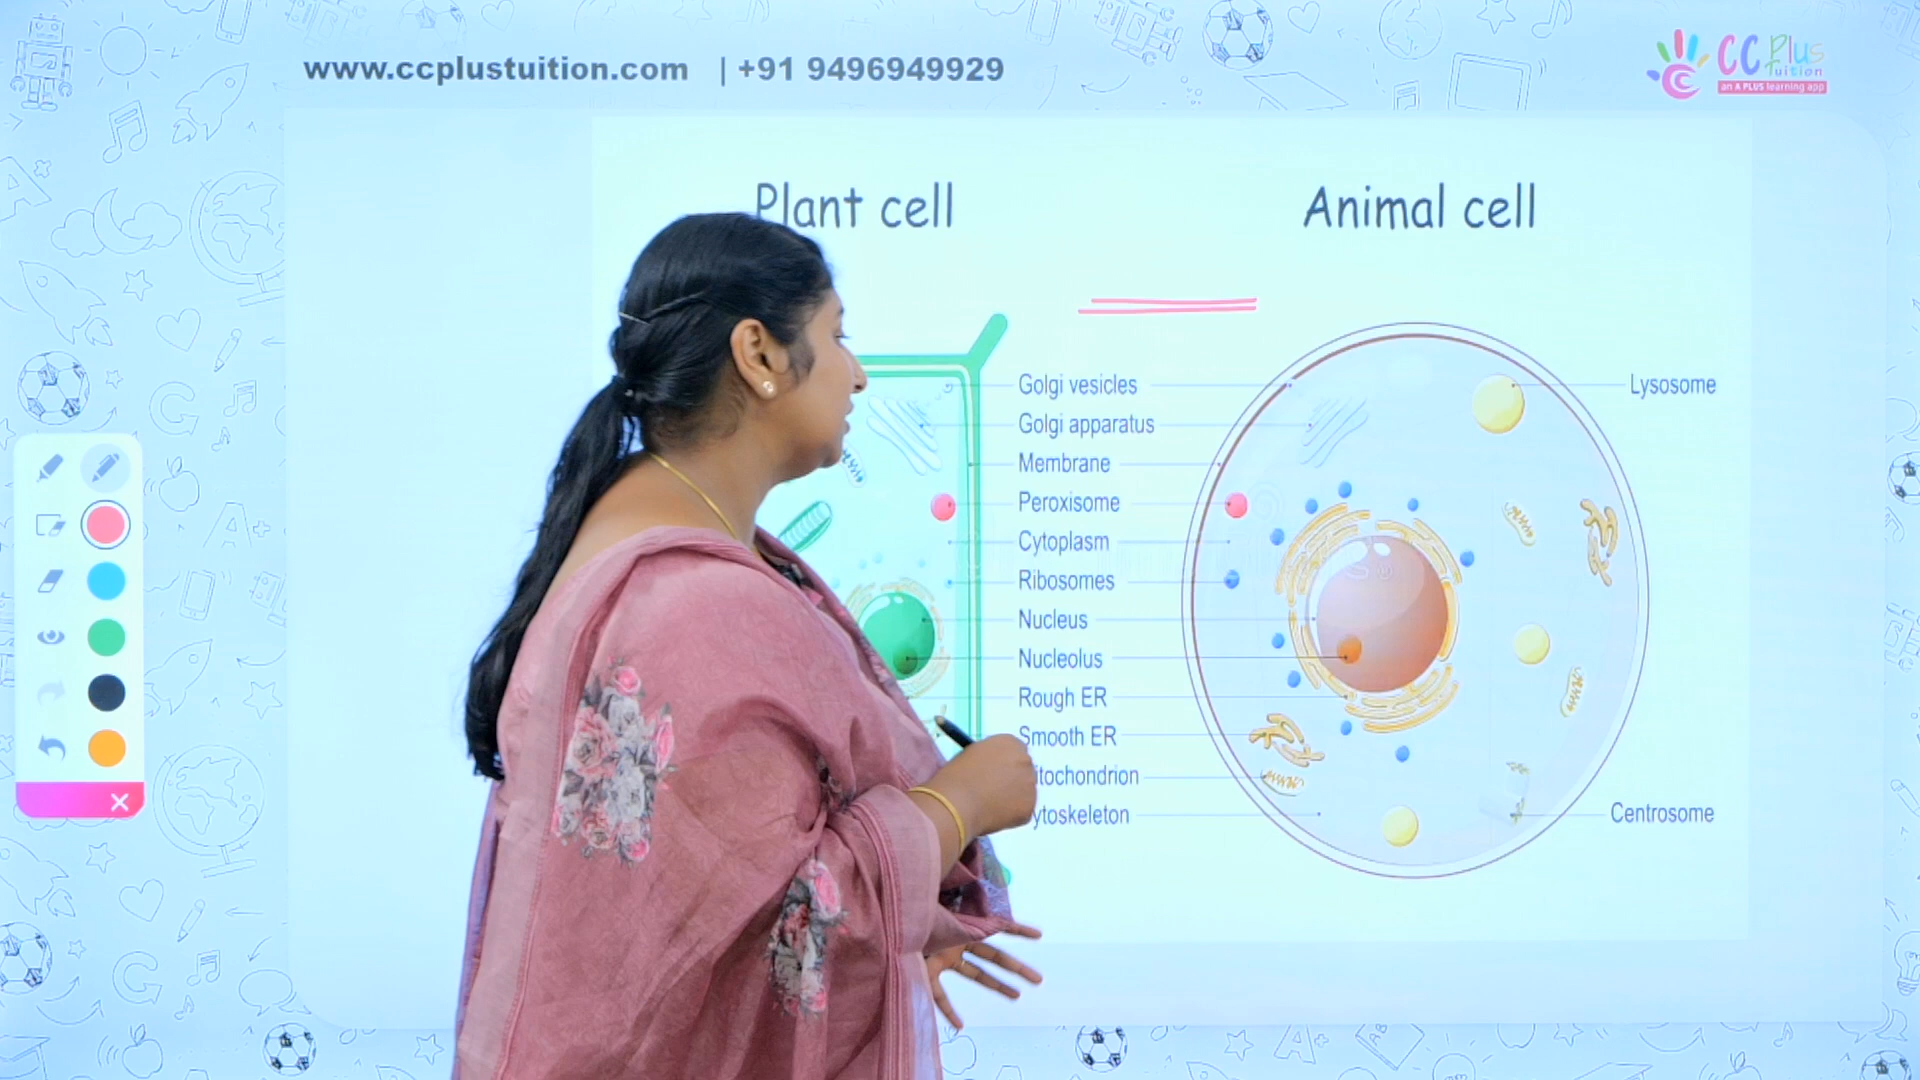 www.ccplustuition.com | +91 9496949929
CC Plus
Tuition
an A PLUS learning app
Plant cell
Animal cell
Golgi vesicles
Lysosome
Golgi apparatus
Membrane
Peroxisome
Cytoplasm
Ribosomes
Nucleus
Nucleolus
Rough ER
Smooth ER
itochondrion
ytoskeleton
Centrosome